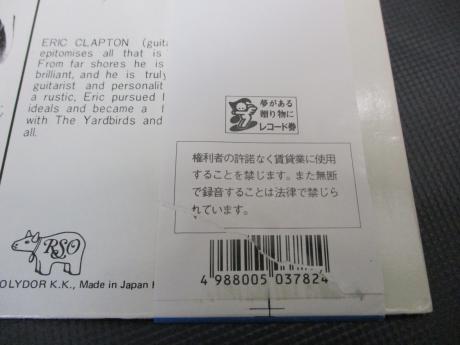 ERIC CLAPTON (guita
epitomises all that is
From far shores he is
brilliant, and he is truly
guitarist and personalit
a rustic, Eric pursued
ideals and became a
with The Yardbirds and
all.
夢がある
贈り物に
レコード券
権利者の許諾なく賃貸業に使用
することを禁じます。また無断
で録音することは法律で禁じら
れています。
RSO
OLYDOR K.K., Made in Japan
4 988005 037824